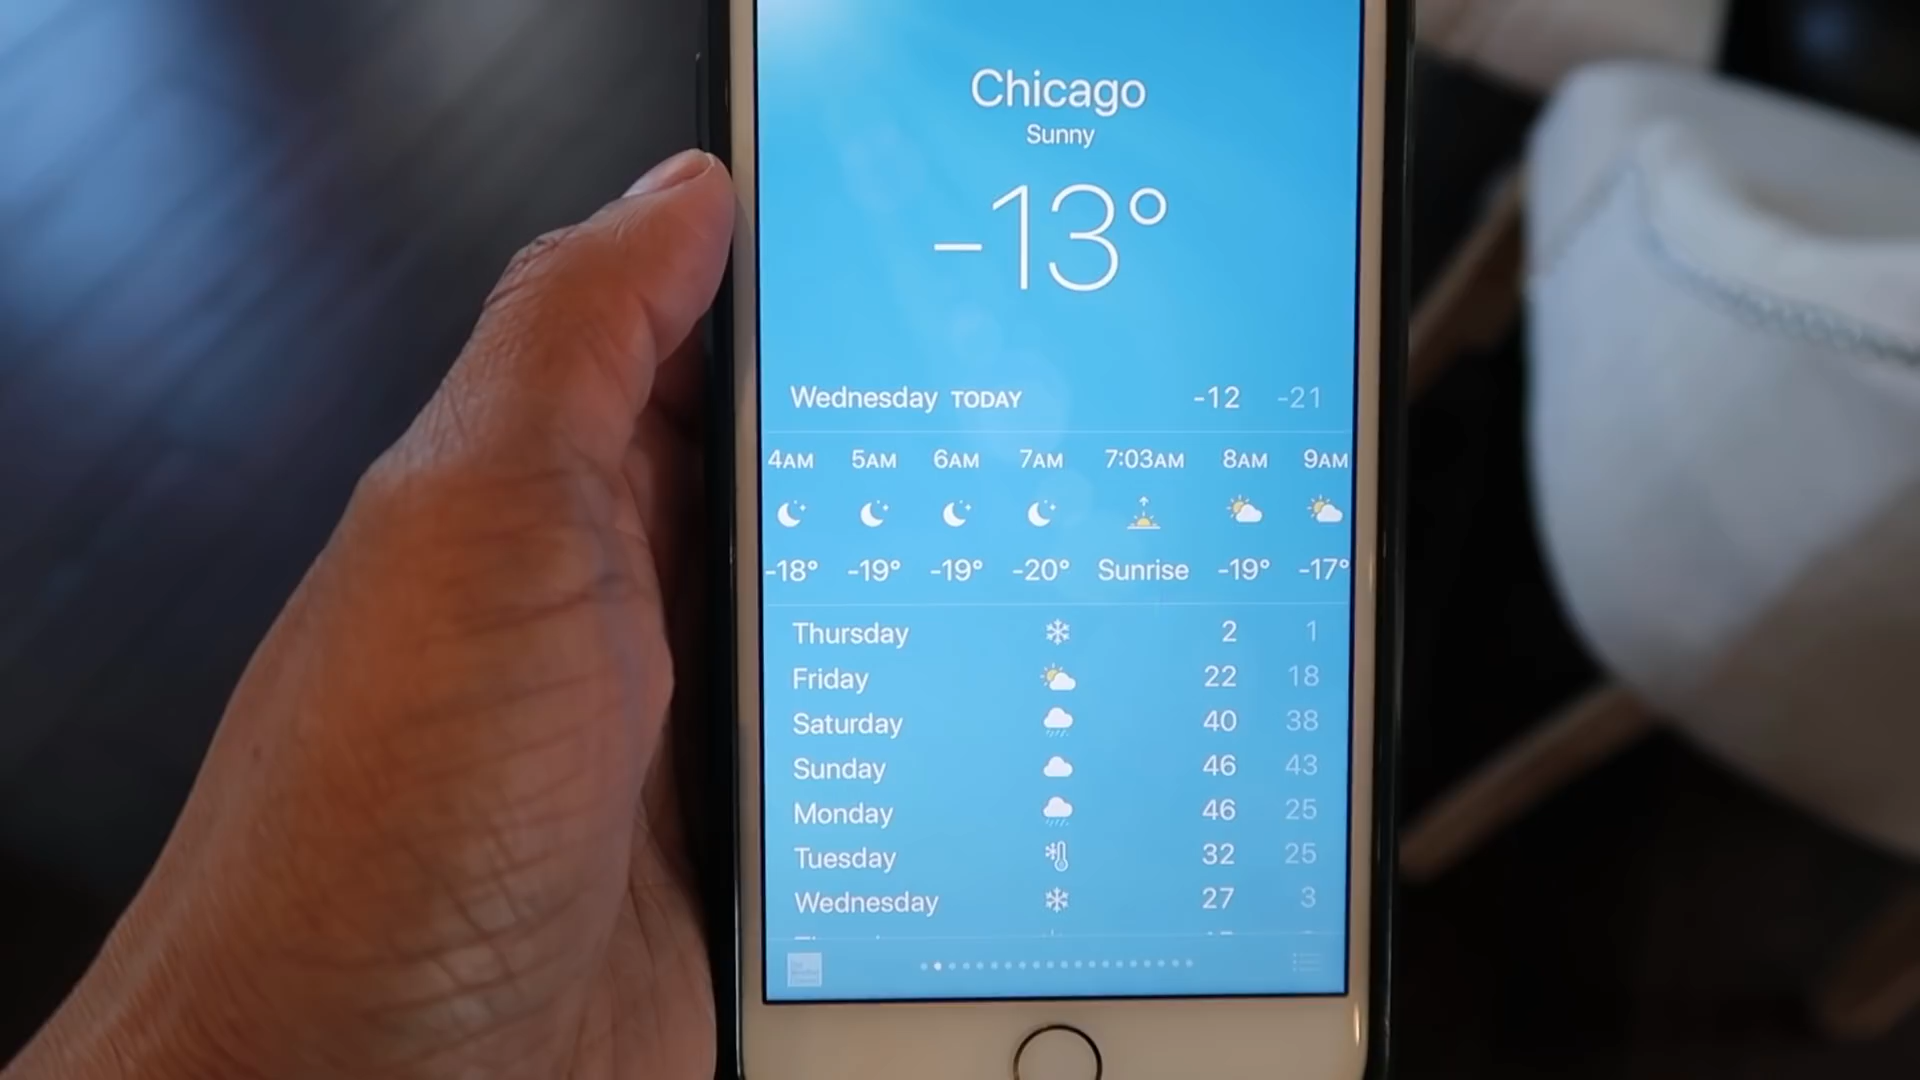 Chicago
Sunny
-13°
Wednesday TODAY -12 -21
4AM 5AM 6AM 7AM 7:03AM 8AM 9AM
-18° -19° -19° -20° Sunrise -19° -17°
Thursday 2 1
Friday 22 18
Saturday 40 38
Sunday 46 43
Monday 46 25
Tuesday 32 25
Wednesday 27 3